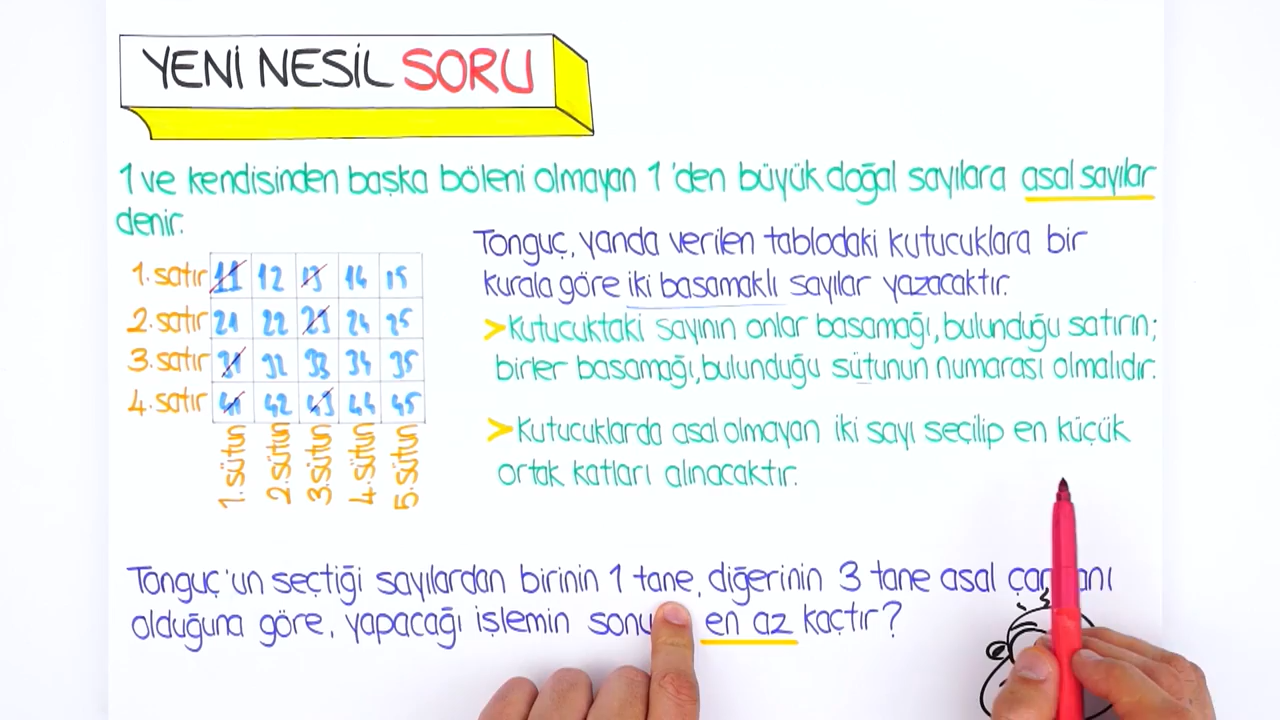 YENİ NESİL SORU
1 ve kendisinden başka böleni olmayan 1'den büyük doğal sayılara asal sayılar
denir.
Tonguç, yanda verilen tablodaki kutucuklara bir
kurala göre iki basamaklı sayılar yazacaktır.
>Kutucuktaki sayının onlar basamağı, bulunduğu satırın;
birler basamağı, bulunduğu sütunun numarası olmalıdır.
>Kutucuklarda asal olmayan iki sayı seçilip en küçük
ortak katları alınacaktır.
1. satır 11 12 13 14 15
2. satır 21 22 23 24 25
3. satır 31 32 33 34 35
4. satır 41 42 43 44 45
1. sütun
2. sütun
3. sütun
4. sütun
5. sütun
Tonguç'un seçtiği sayılardan birinin 1 tane, diğerinin 3 tane asal
olduğuna göre, yapacağı işlemin en az kaçtır?